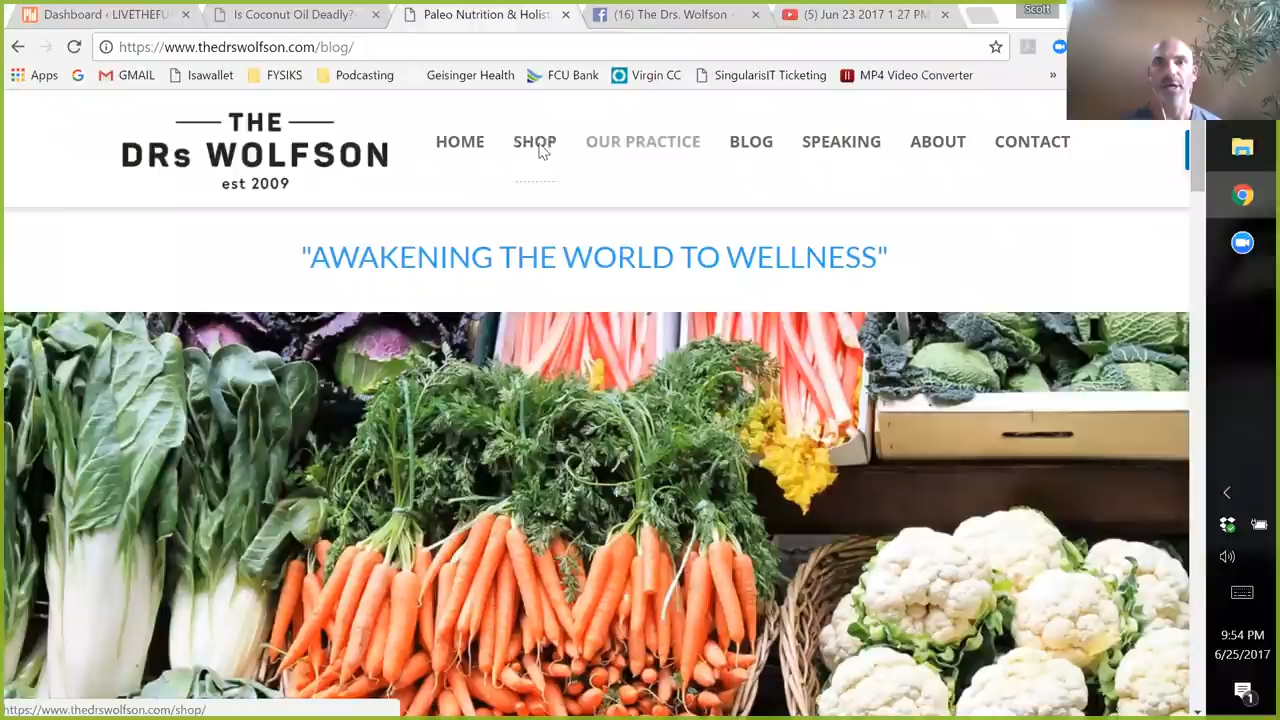 Dashboard ‹ LIVETHEFU
Is Coconut Oil Deadly?
Paleo Nutrition & Holis
(16) The Drs. Wolfson
(5) Jun 23 2017 1:27 PM
Scott
https://www.thedrswolfson.com/blog/
Apps
GMAIL
Isawallet
FYSIKS
Podcasting
Geisinger Health
FCU Bank
Virgin CC
SingularisIT Ticketing
MP4 Video Converter
»
THE
DRs WOLFSON
est 2009
HOME
SHOP
OUR PRACTICE
BLOG
SPEAKING
ABOUT
CONTACT
"AWAKENING THE WORLD TO WELLNESS"
9:54 PM
6/25/2017
1
https://www.thedrswolfson.com/shop/